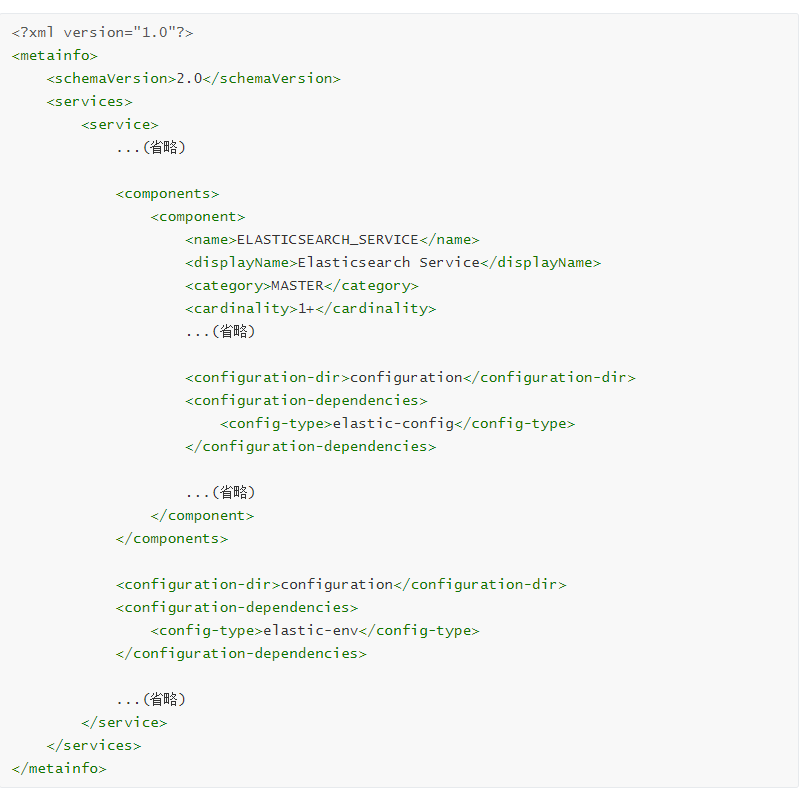 <?xml version="1.0"?>
<metainfo>
    <schemaVersion>2.0</schemaVersion>
    <services>
        <service>
            ...(省略)

            <components>
                <component>
                    <name>ELASTICSEARCH_SERVICE</name>
                    <displayName>Elasticsearch Service</displayName>
                    <category>MASTER</category>
                    <cardinality>1+</cardinality>
                    ...(省略)

                    <configuration-dir>configuration</configuration-dir>
                    <configuration-dependencies>
                        <config-type>elastic-config</config-type>
                    </configuration-dependencies>

                    ...(省略)
                </component>
            </components>

            <configuration-dir>configuration</configuration-dir>
            <configuration-dependencies>
                <config-type>elastic-env</config-type>
            </configuration-dependencies>

            ...(省略)
        </service>
    </services>
</metainfo>